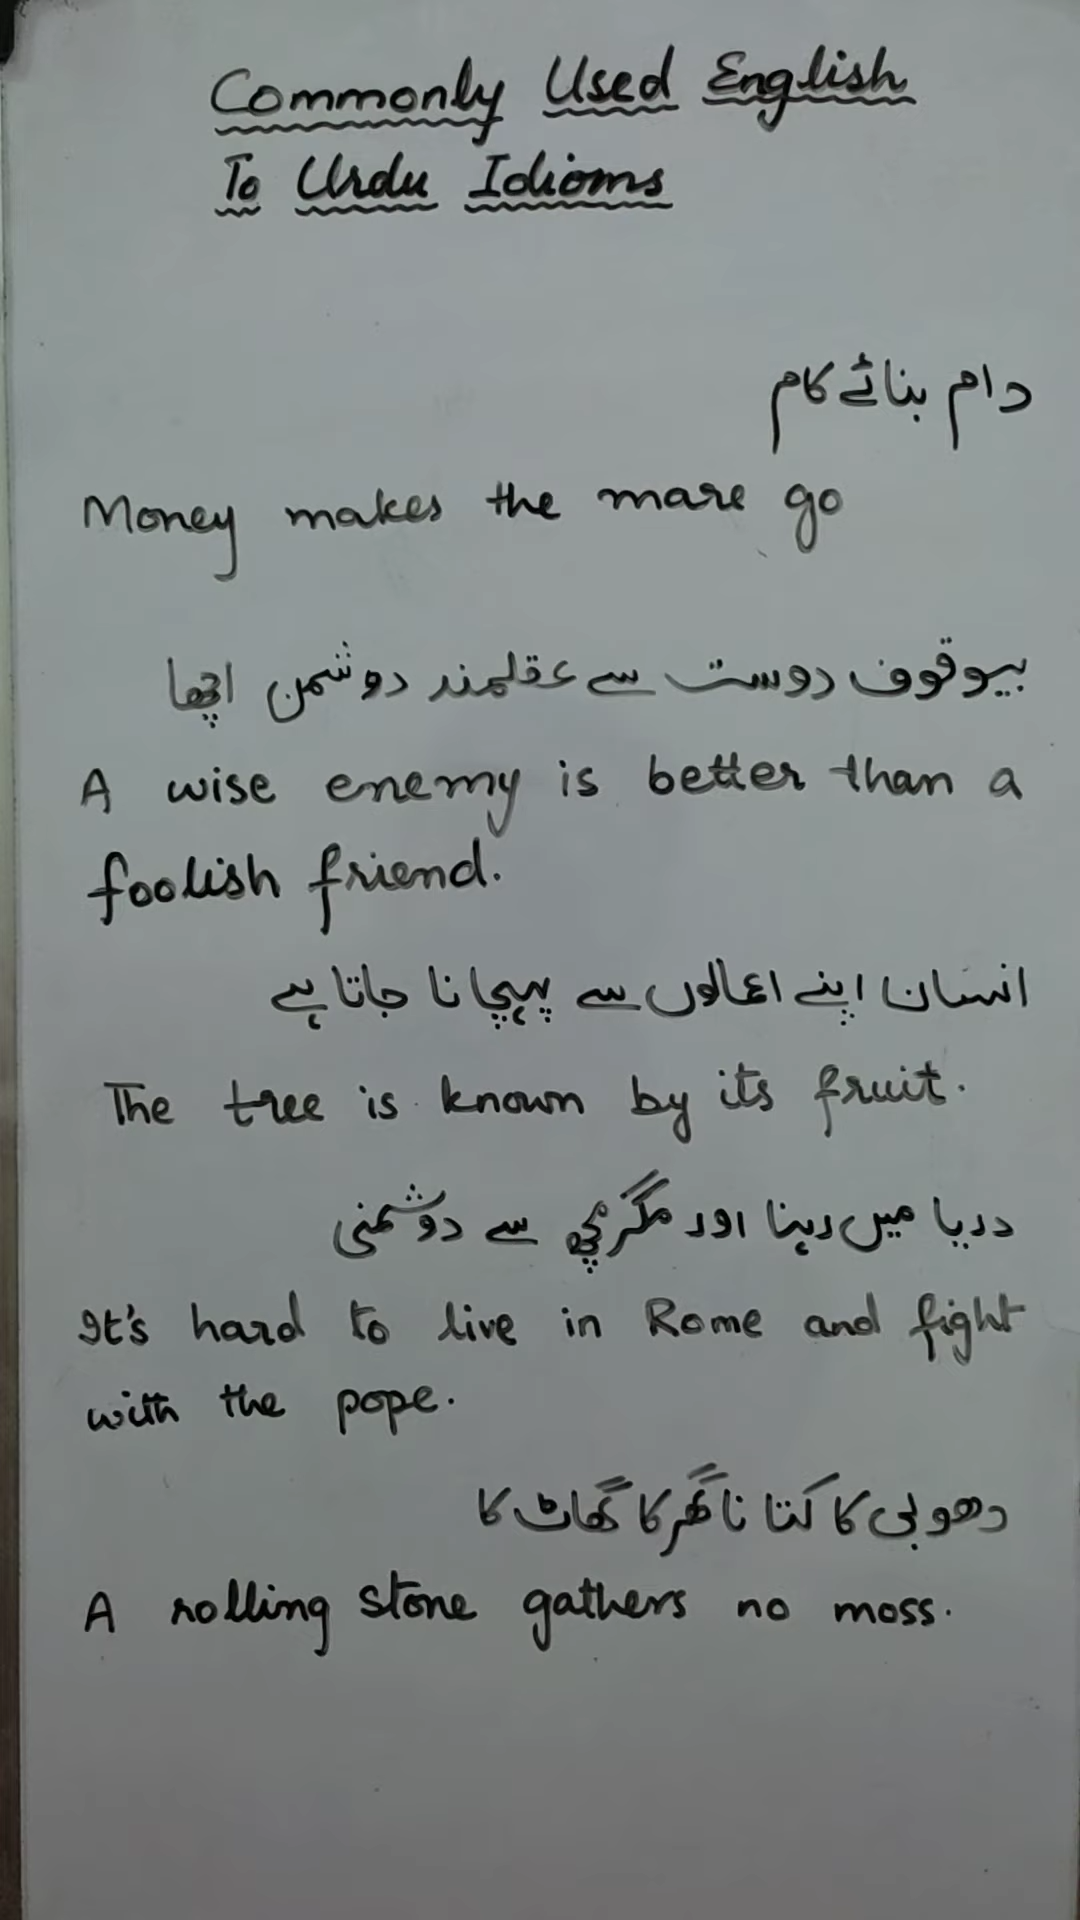 Commonly Used English
To Urdu Idioms
دام بنائے کام
Money makes the mare go
بیوقوف دوست سے عقلمند دوشمن اچھا
A wise enemy is better than a
foolish friend.
انسان اپنے اعمالوں سے پہچانا جاتا ہے
The tree is known by its fruit.
دریا میں رہنا اور مگرمچھ سے دوشمنی
It's hard to live in Rome and fight
with the pope.
دھوبی کا کتا نا گھر کا گھاٹ کا
A rolling stone gathers no moss.